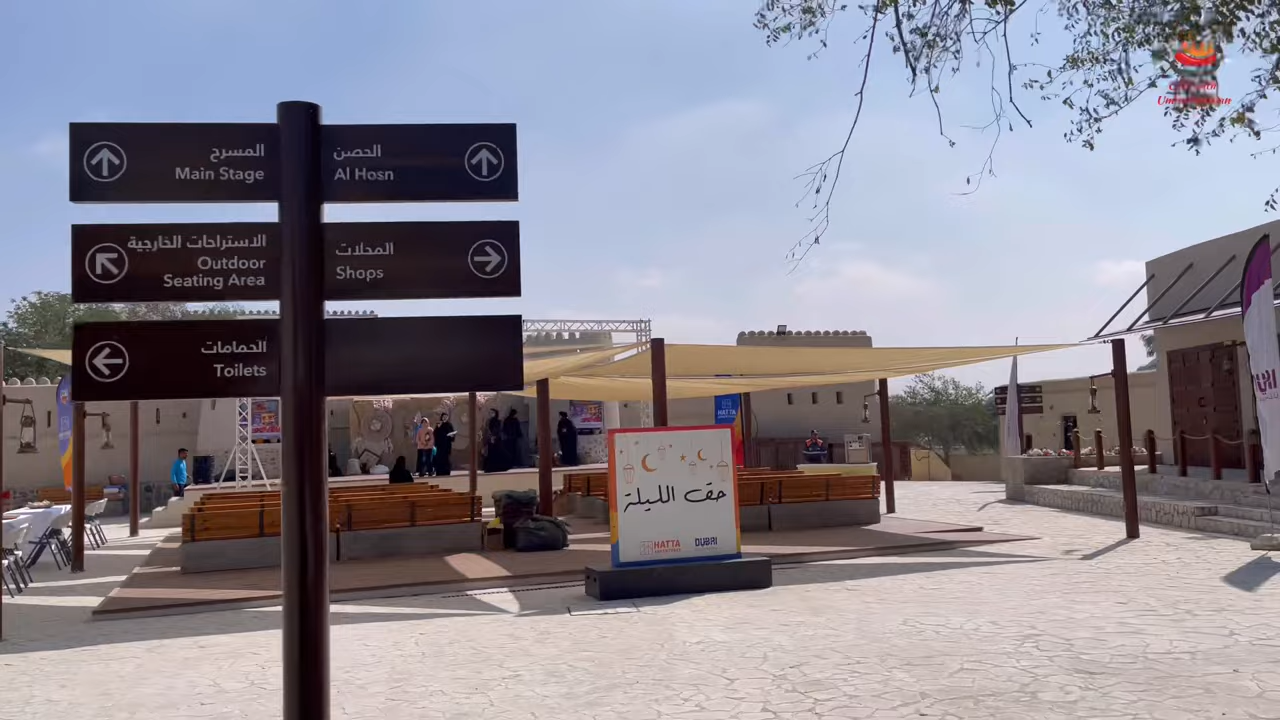 المسرح
Main Stage
الحصن
Al Hosn
الاستراحات الخارجية
Outdoor
Seating Area
المحلات
Shops
الحمامات
Toilets
حق الليلة
HATTA
DUBAI
HATTA